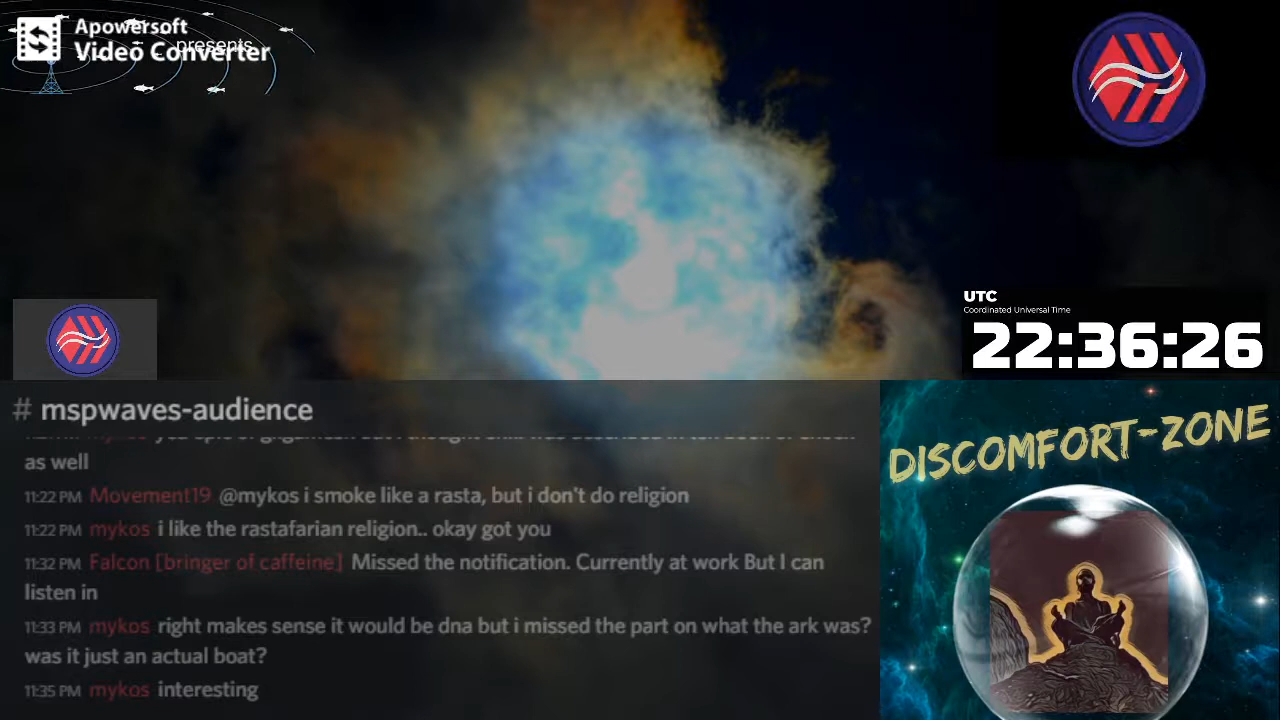 Apowersoft
presents
Video Converter
UTC
Coordinated Universal Time
22:36:26
# mspwaves-audience
as well
11:22 PM Movement19 @mykos i smoke like a rasta, but i don't do religion
11:22 PM mykos i like the rastafarian religion.. okay got you
11:32 PM Falcon [bringer of caffeine] Missed the notification. Currently at work But I can
listen in
11:33 PM mykos right makes sense it would be dna but i missed the part on what the ark was?
was it just an actual boat?
11:35 PM mykos interesting
DISCOMFORT-ZONE